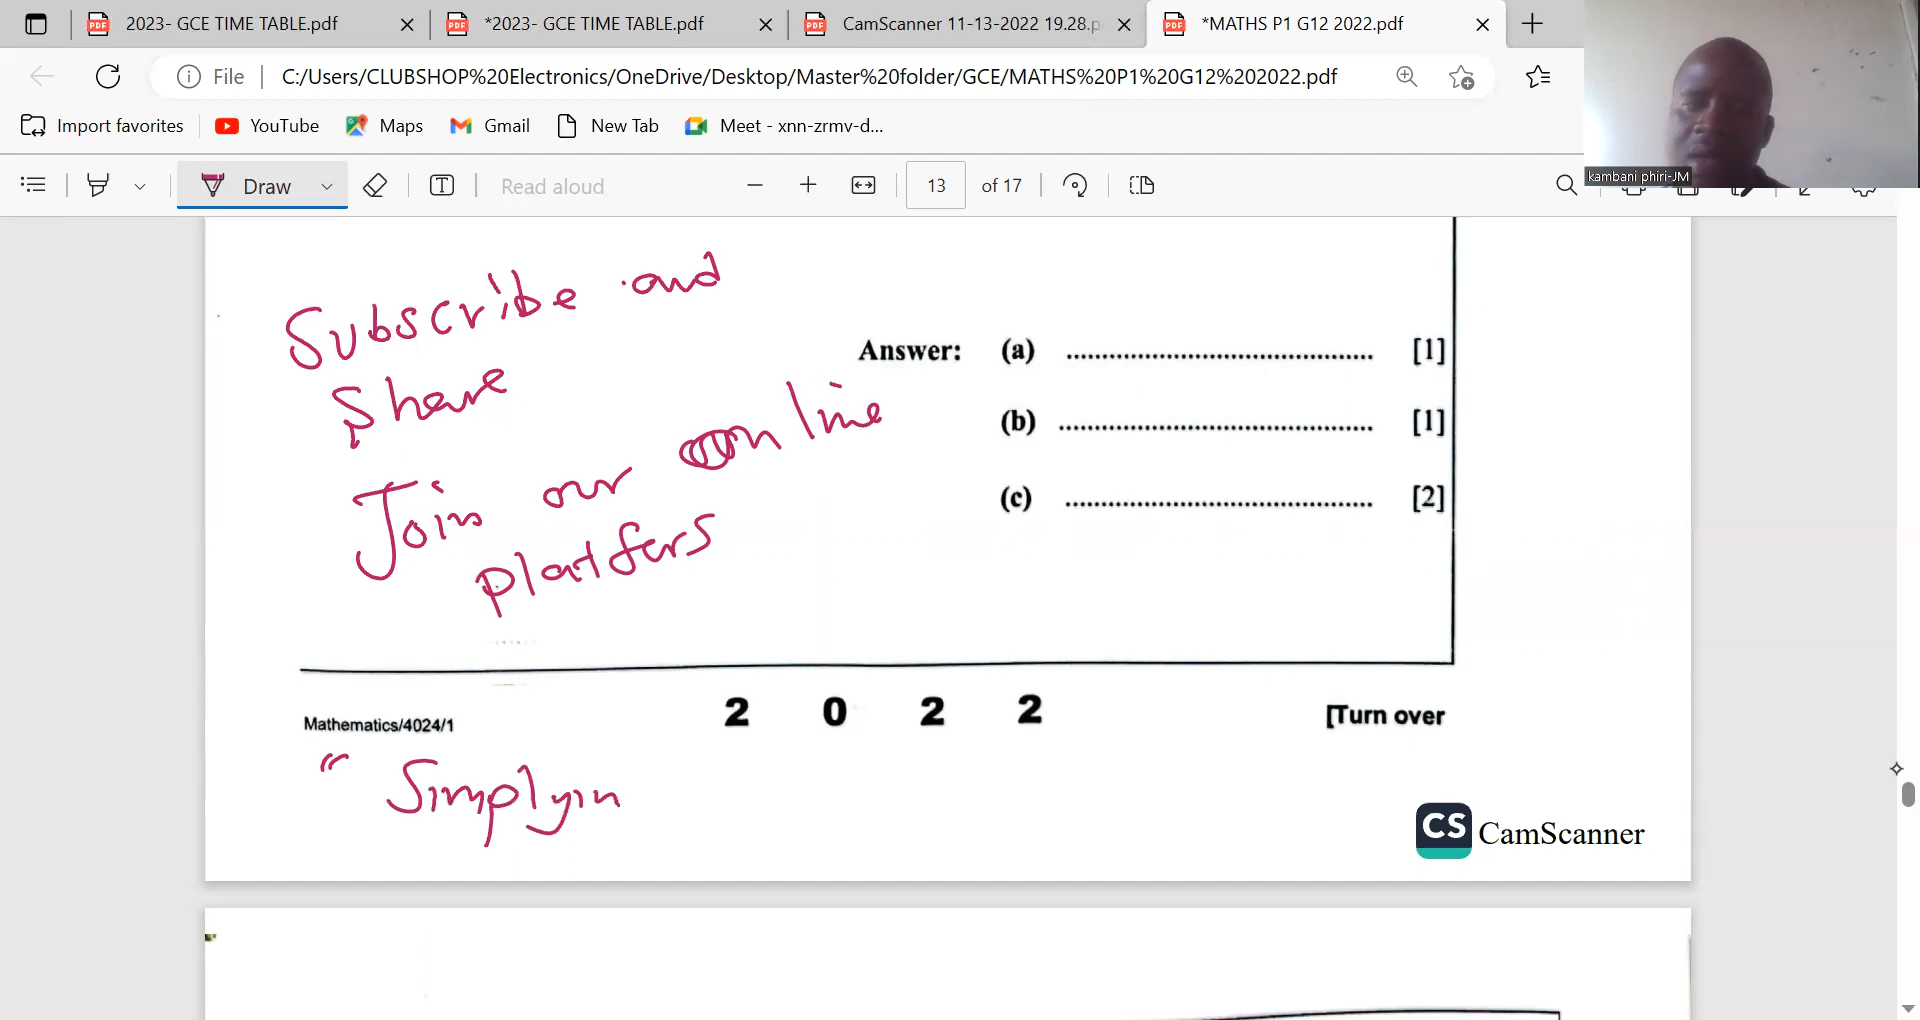 2023- GCE TIME TABLE.pdf
*2023- GCE TIME TABLE.pdf
CamScanner 11-13-2022 19.28.p
*MATHS P1 G12 2022.pdf
File
C:/Users/CLUBSHOP%20Electronics/OneDrive/Desktop/Master%20folder/GCE/MATHS%20P1%20G12%202022.pdf
Import favorites
YouTube
Maps
Gmail
New Tab
Meet - xnn-zrmv-d...
kambani phiri-JM
Draw
Read aloud
13 of 17
Subscribe and
Share
Join our online
platfers
Answer: (a) ........................................ [1]
(b) ........................................ [1]
(c) ........................................ [2]
Mathematics/4024/1
2 0 2 2
[Turn over
" Simplyin
CS CamScanner